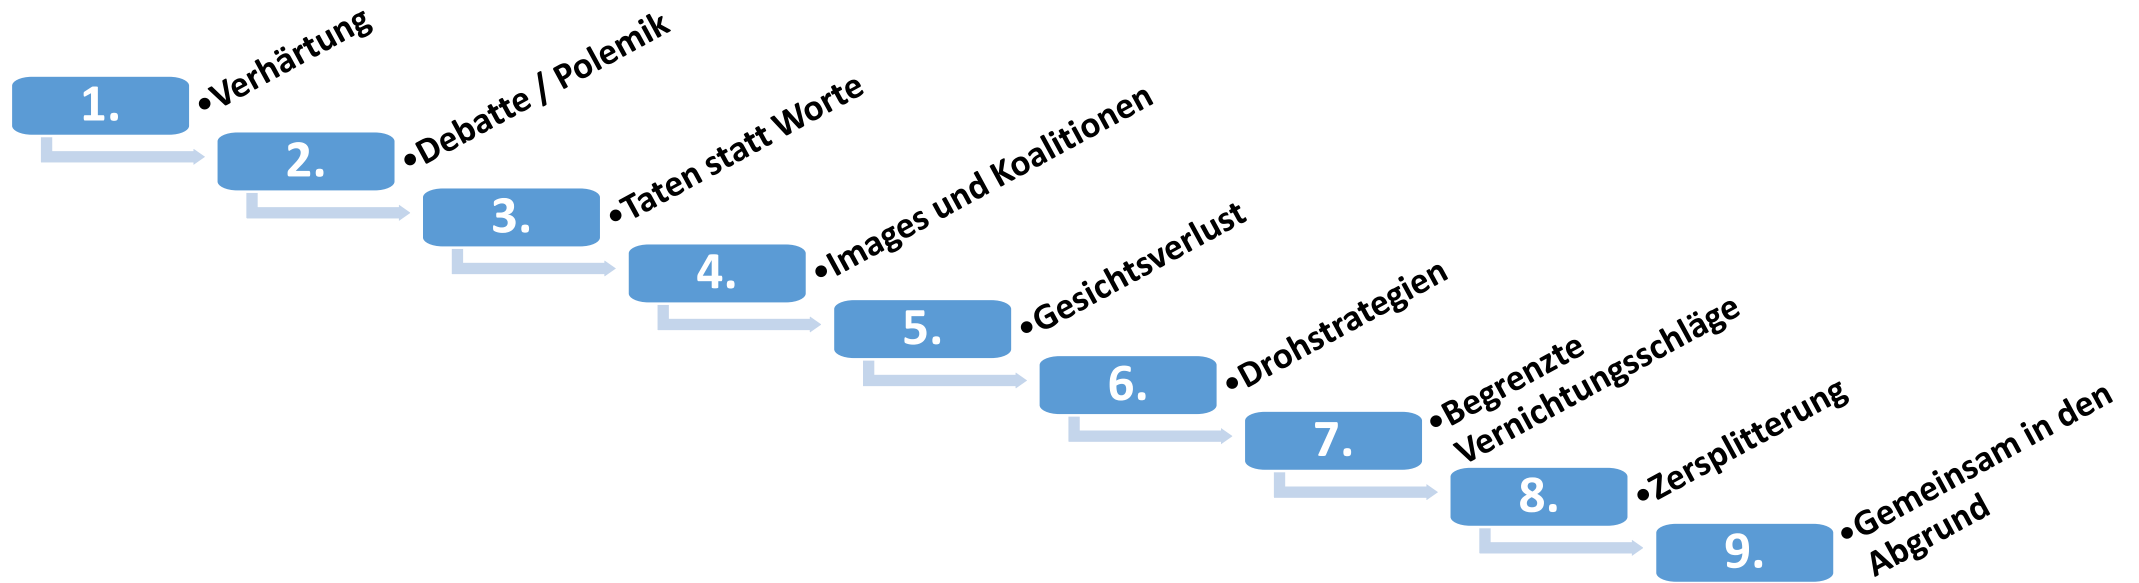 1.
•Verhärtung
2.
•Debatte / Polemik
3.
•Taten statt Worte
4.
•Images und Koalitionen
5.
•Gesichtsverlust
6.
•Drohstrategien
7.
•Begrenzte
Vernichtungsschläge
8.
•Zersplitterung
9.
•Gemeinsam in den
Abgrund